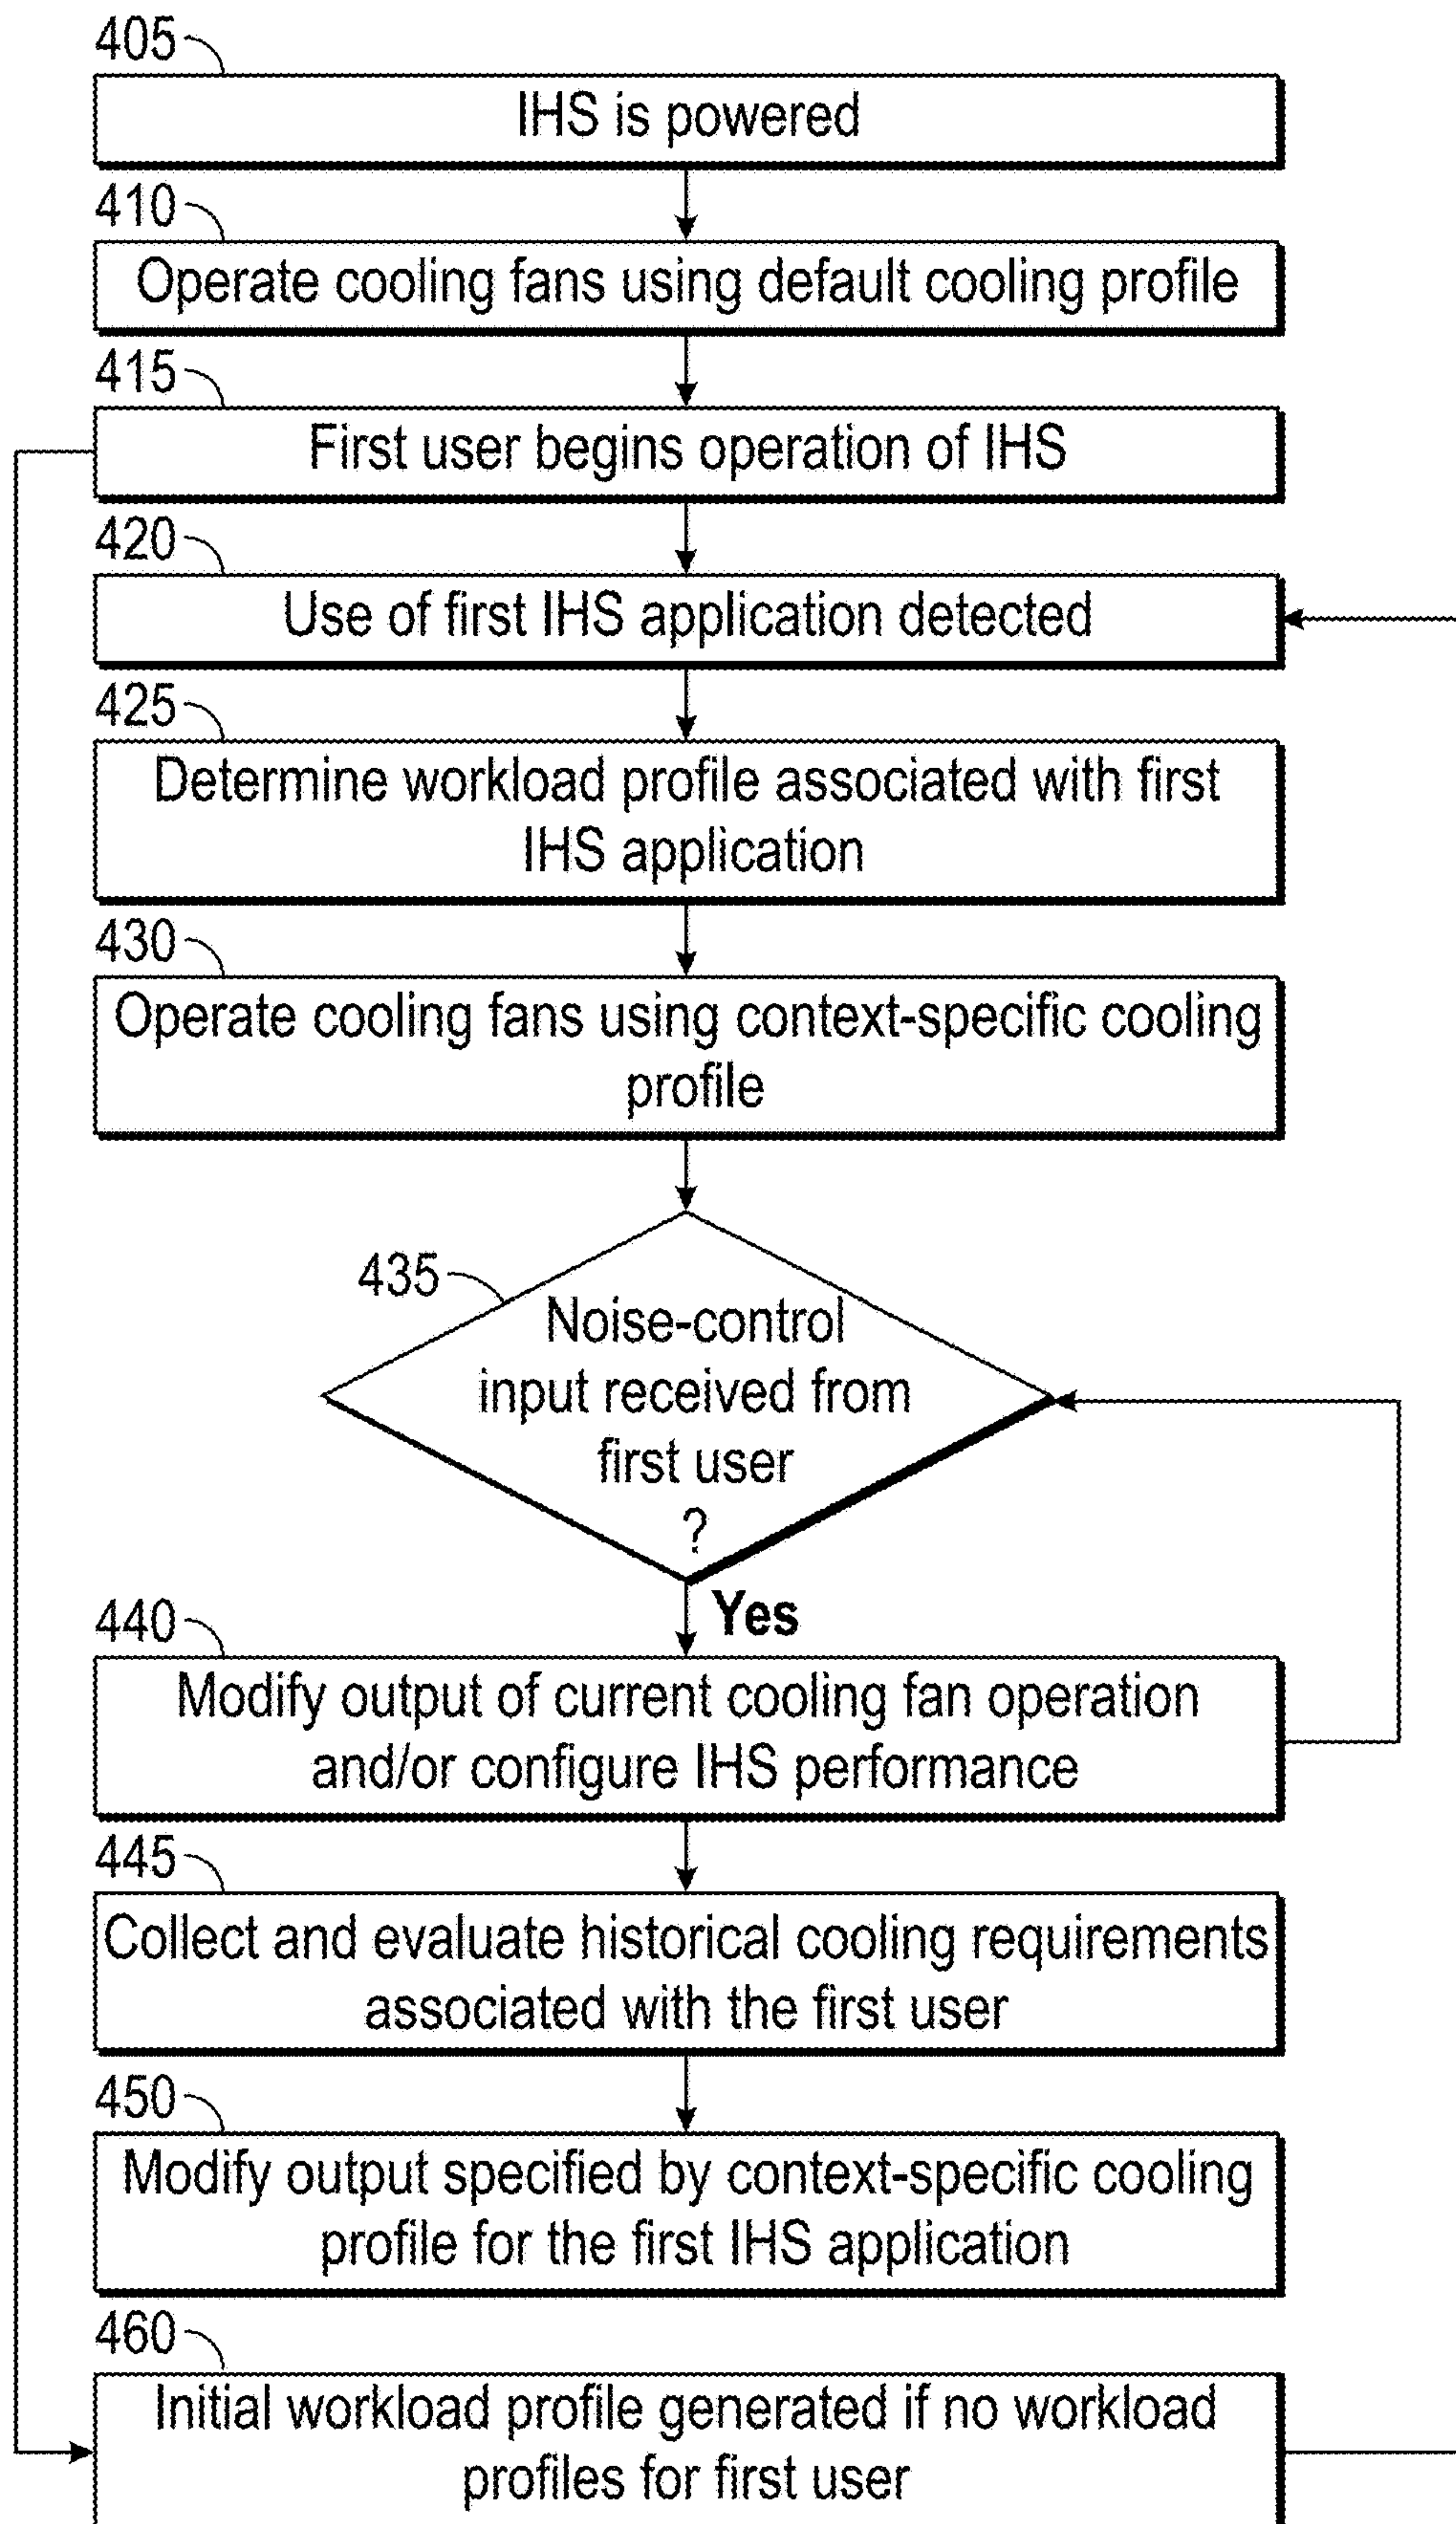 405
IHS is powered
410
Operate cooling fans using default cooling profile
415
First user begins operation of IHS
420
Use of first IHS application detected
425
Determine workload profile associated with first
IHS application
430
Operate cooling fans using context-specific cooling
profile
435
Noise-control
input received from
first user
?
Yes
440
Modify output of current cooling fan operation
and/or configure IHS performance
445
Collect and evaluate historical cooling requirements
associated with the first user
450
Modify output specified by context-specific cooling
profile for the first IHS application
460
Initial workload profile generated if no workload
profiles for first user